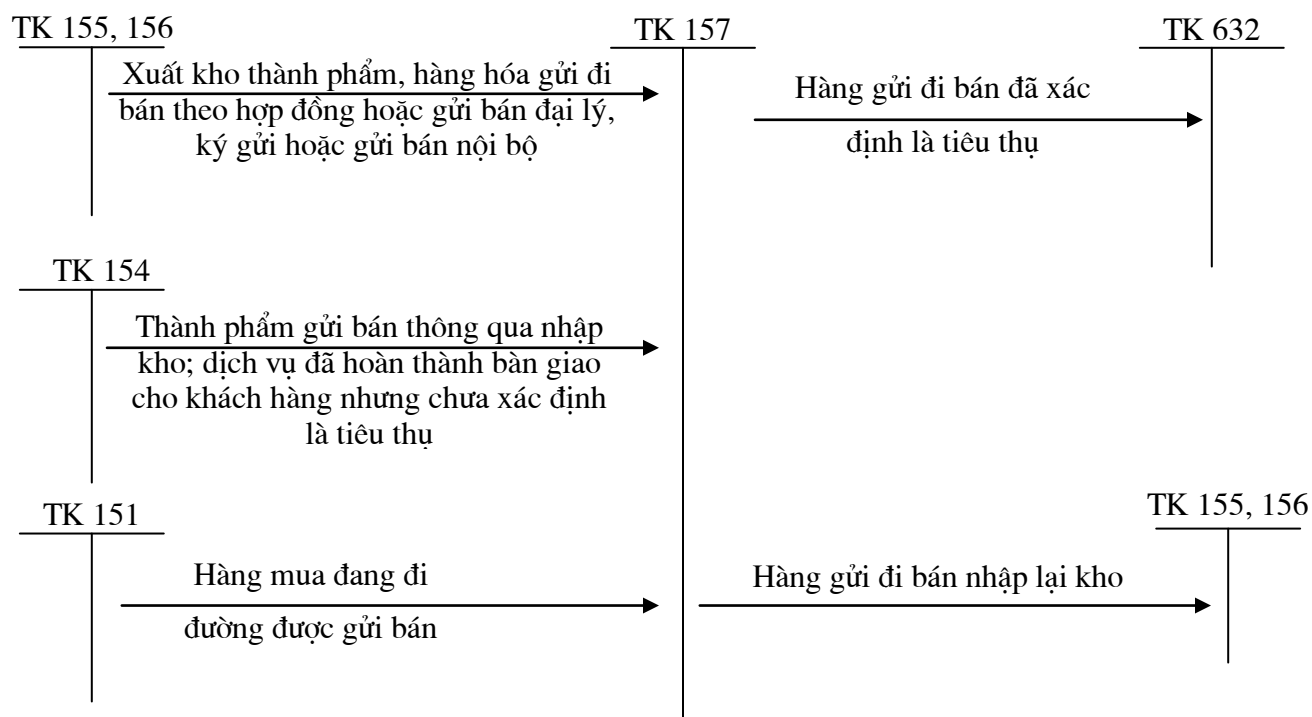 TK 155, 156
TK 157
TK 632
Xuất kho thành phẩm, hàng hóa gửi đi
bán theo hợp đồng hoặc gửi bán đại lý,
ký gửi hoặc gửi bán nội bộ
Hàng gửi đi bán đã xác
định là tiêu thụ
TK 154
Thành phẩm gửi bán thông qua nhập
kho; dịch vụ đã hoàn thành bàn giao
cho khách hàng nhưng chưa xác định
là tiêu thụ
TK 151
TK 155, 156
Hàng mua đang đi
đường được gửi bán
Hàng gửi đi bán nhập lại kho